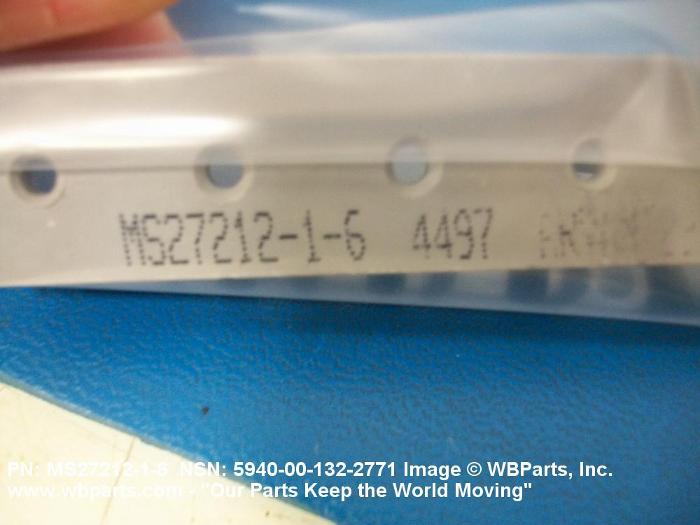 MS27212-1-6 4497
PN: MS27212-1-6 NSN: 5940-00-132-2771 Image © WBParts, Inc.
www.wbparts.com - "Our Parts Keep the World Moving"